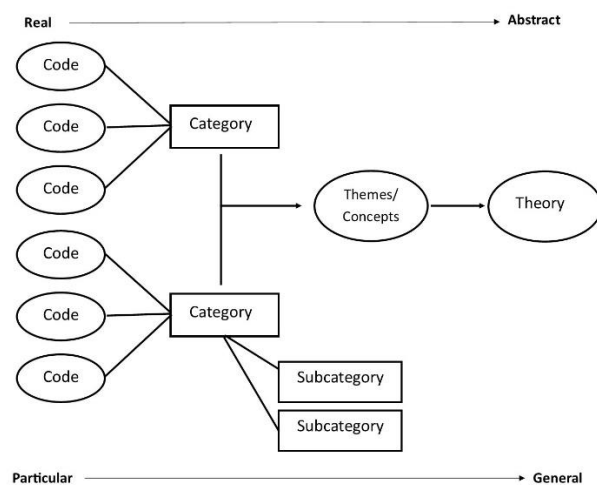 Real
Abstract
Code
Code
Category
Code
Themes/
Concepts
Theory
Code
Code
Category
Code
Subcategory
Subcategory
Particular
General